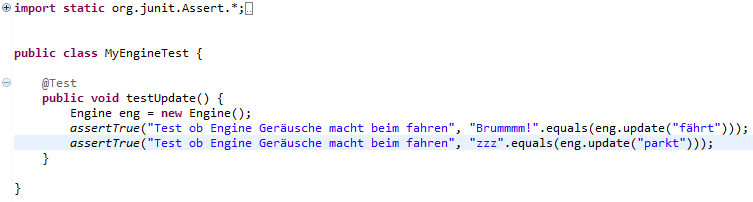 import static org.junit.Assert.*;
public class MyEngineTest {
@Test
public void testUpdate() {
Engine eng = new Engine();
assertTrue("Test ob Engine Geräusche macht beim fahren", "Brummmm!".equals(eng.update("fährt")));
assertTrue("Test ob Engine Geräusche macht beim fahren", "zzz".equals(eng.update("parkt")));
}
}